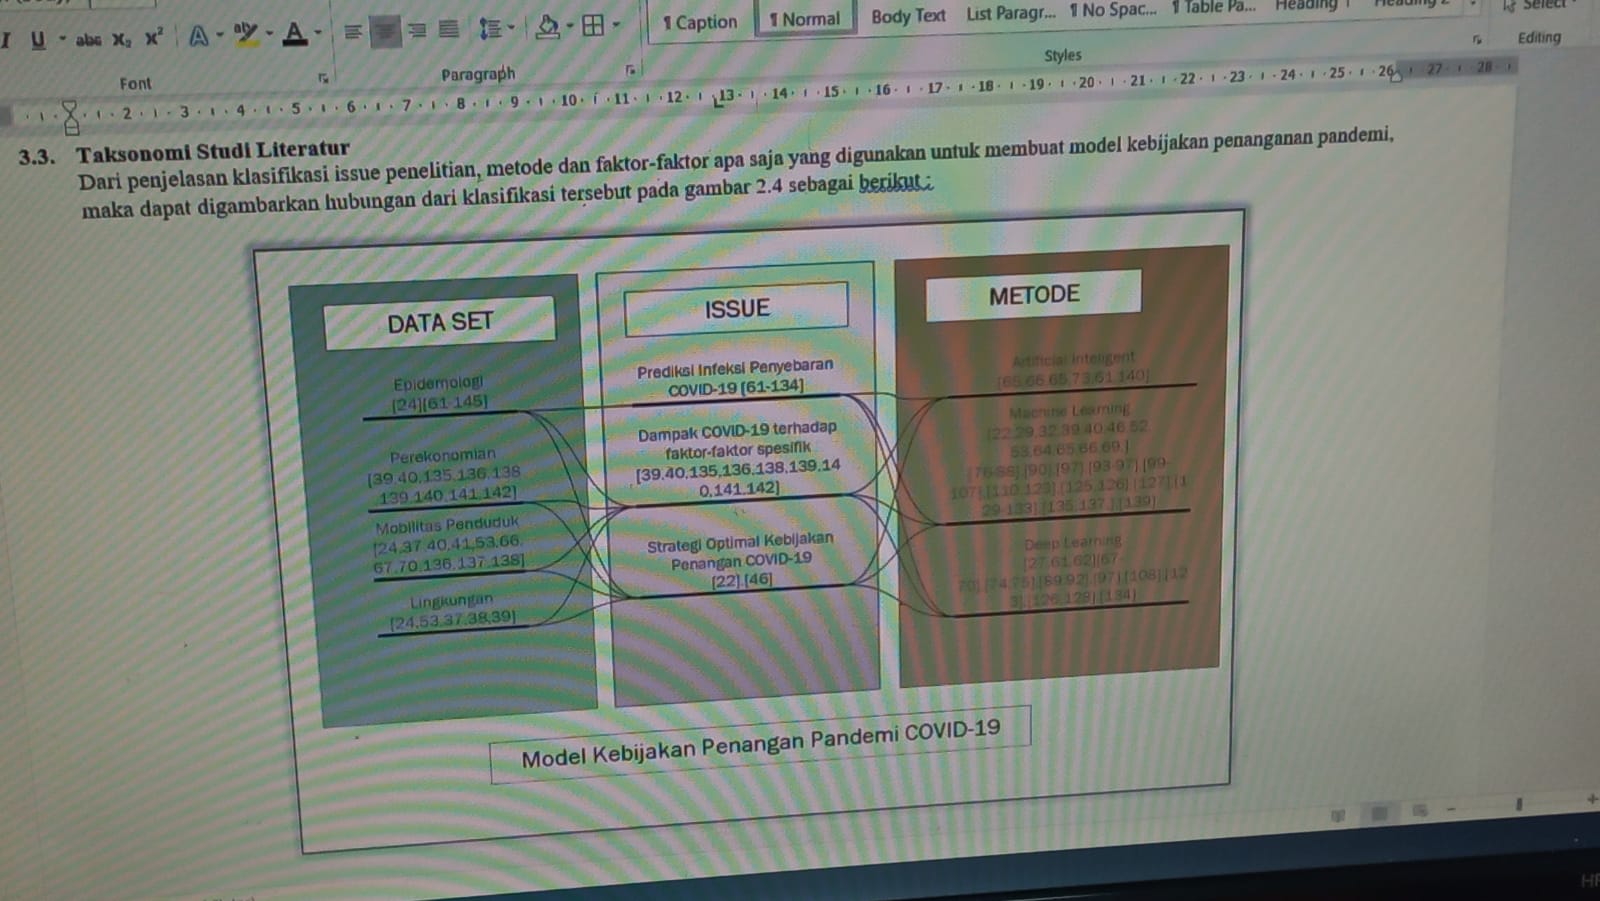 I U abc X₂ X² A aby A
¶ Caption ¶ Normal Body Text List Paragr... ¶ No Spac... ¶ Table Pa... Heading 1 Heading 2 Select
Font Paragraph Styles Editing
1 1 2 3 4 5 6 7 8 9 10 11 12 13 14 15 16 17 18 19 20 21 22 23 24 25 26 27 28
3.3. Taksonomi Studi Literatur
Dari penjelasan klasifikasi issue penelitian, metode dan faktor-faktor apa saja yang digunakan untuk membuat model kebijakan penanganan pandemi,
maka dapat digambarkan hubungan dari klasifikasi tersebut pada gambar 2.4 sebagai berikut :
DATA SET
Epidemologi
[24][61-145]
Perekonomian
[39,40,135,136,138
139,140,141,142]
Mobilitas Penduduk
[24,37,40,41,53,66,
67,70,136,137,138]
Lingkungan
[24,53,37,38,39]
ISSUE
Prediksi Infeksi Penyebaran
COVID-19 [61-134]
Dampak COVID-19 terhadap
faktor-faktor spesifik
[39,40,135,136,138,139,14
0,141,142]
Strategi Optimal Kebijakan
Penangan COVID-19
[22],[46]
METODE
Artificial Inteligent
[65,66,65,73,61,140]
Machine Learning
[22,29,32,39,40,46,52,
53,64,65,66,69,]
[76-88],[90],[97],[93-97],[99-
107],[110,123],[125,126],[127],[1
29-133],[135,137,],[139]
Deep Learning
[27,61,62][67-
70],[74,75],[89,92],[97],[108],[12
3],[126,128],[134]
Model Kebijakan Penangan Pandemi COVID-19